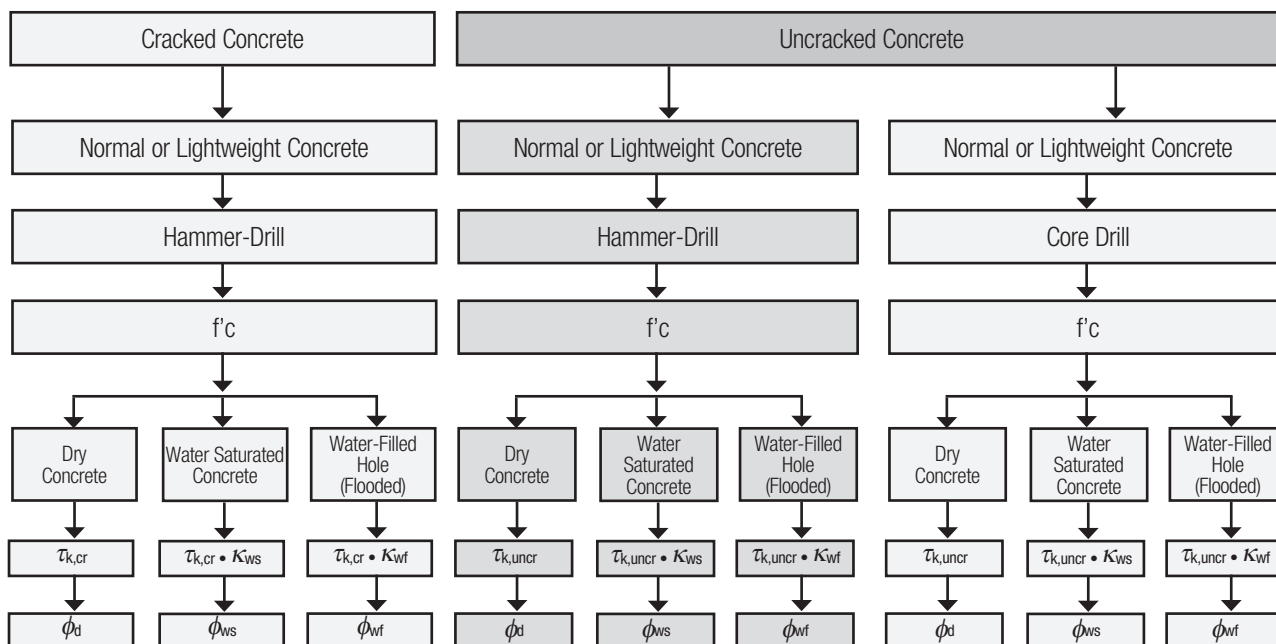 Cracked Concrete
Uncracked Concrete
Normal or Lightweight Concrete
Normal or Lightweight Concrete
Normal or Lightweight Concrete
Hammer-Drill
Hammer-Drill
Core Drill
f'c
f'c
f'c
Dry
Concrete
Water Saturated
Concrete
Water-Filled
Hole
(Flooded)
Dry
Concrete
Water
Saturated
Concrete
Water-Filled
Hole
(Flooded)
Dry
Concrete
Water
Saturated
Concrete
Water-Filled
Hole
(Flooded)
τk,cr
τk,cr • κws
τk,cr • κwf
τk,uncr
τk,uncr • κws
τk,uncr • κwf
τk,uncr
τk,uncr • κws
τk,uncr • κwf
ϕd
ϕws
ϕwf
ϕd
ϕws
ϕwf
ϕd
ϕws
ϕwf